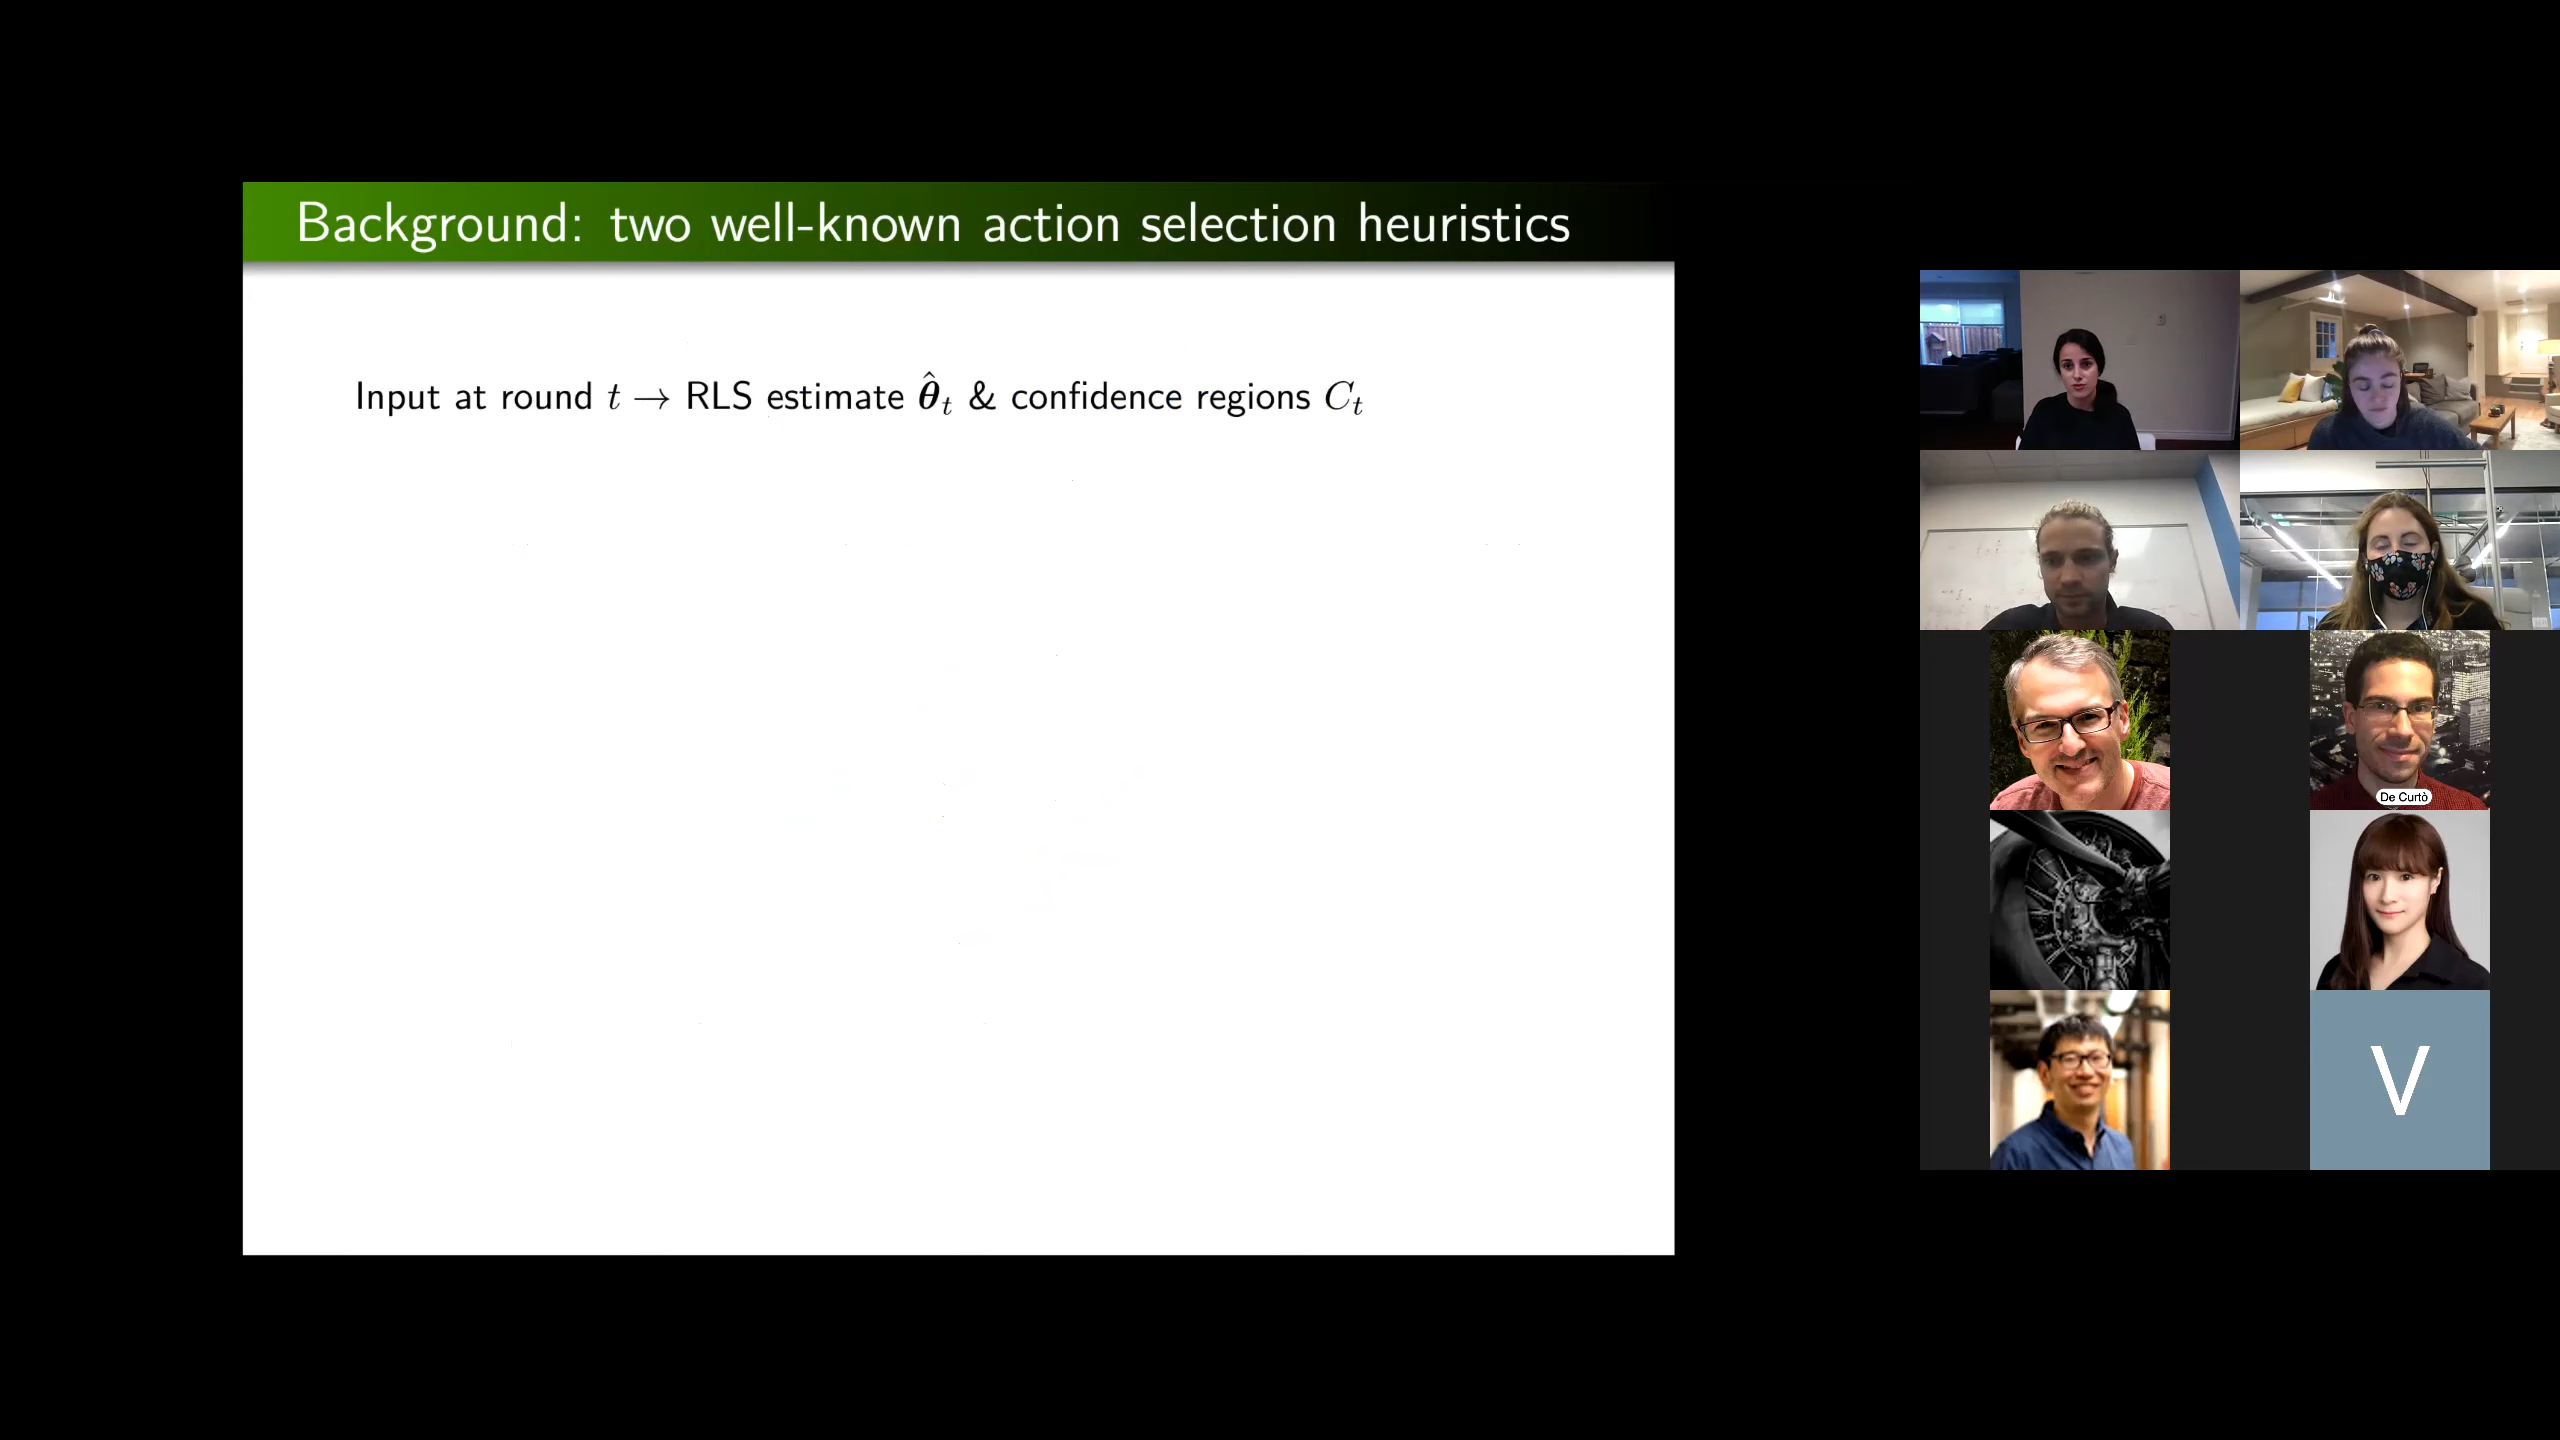 Background: two well-known action selection heuristics
Input at round t → RLS estimate θ̂_t & confidence regions C_t
De Curtò
V